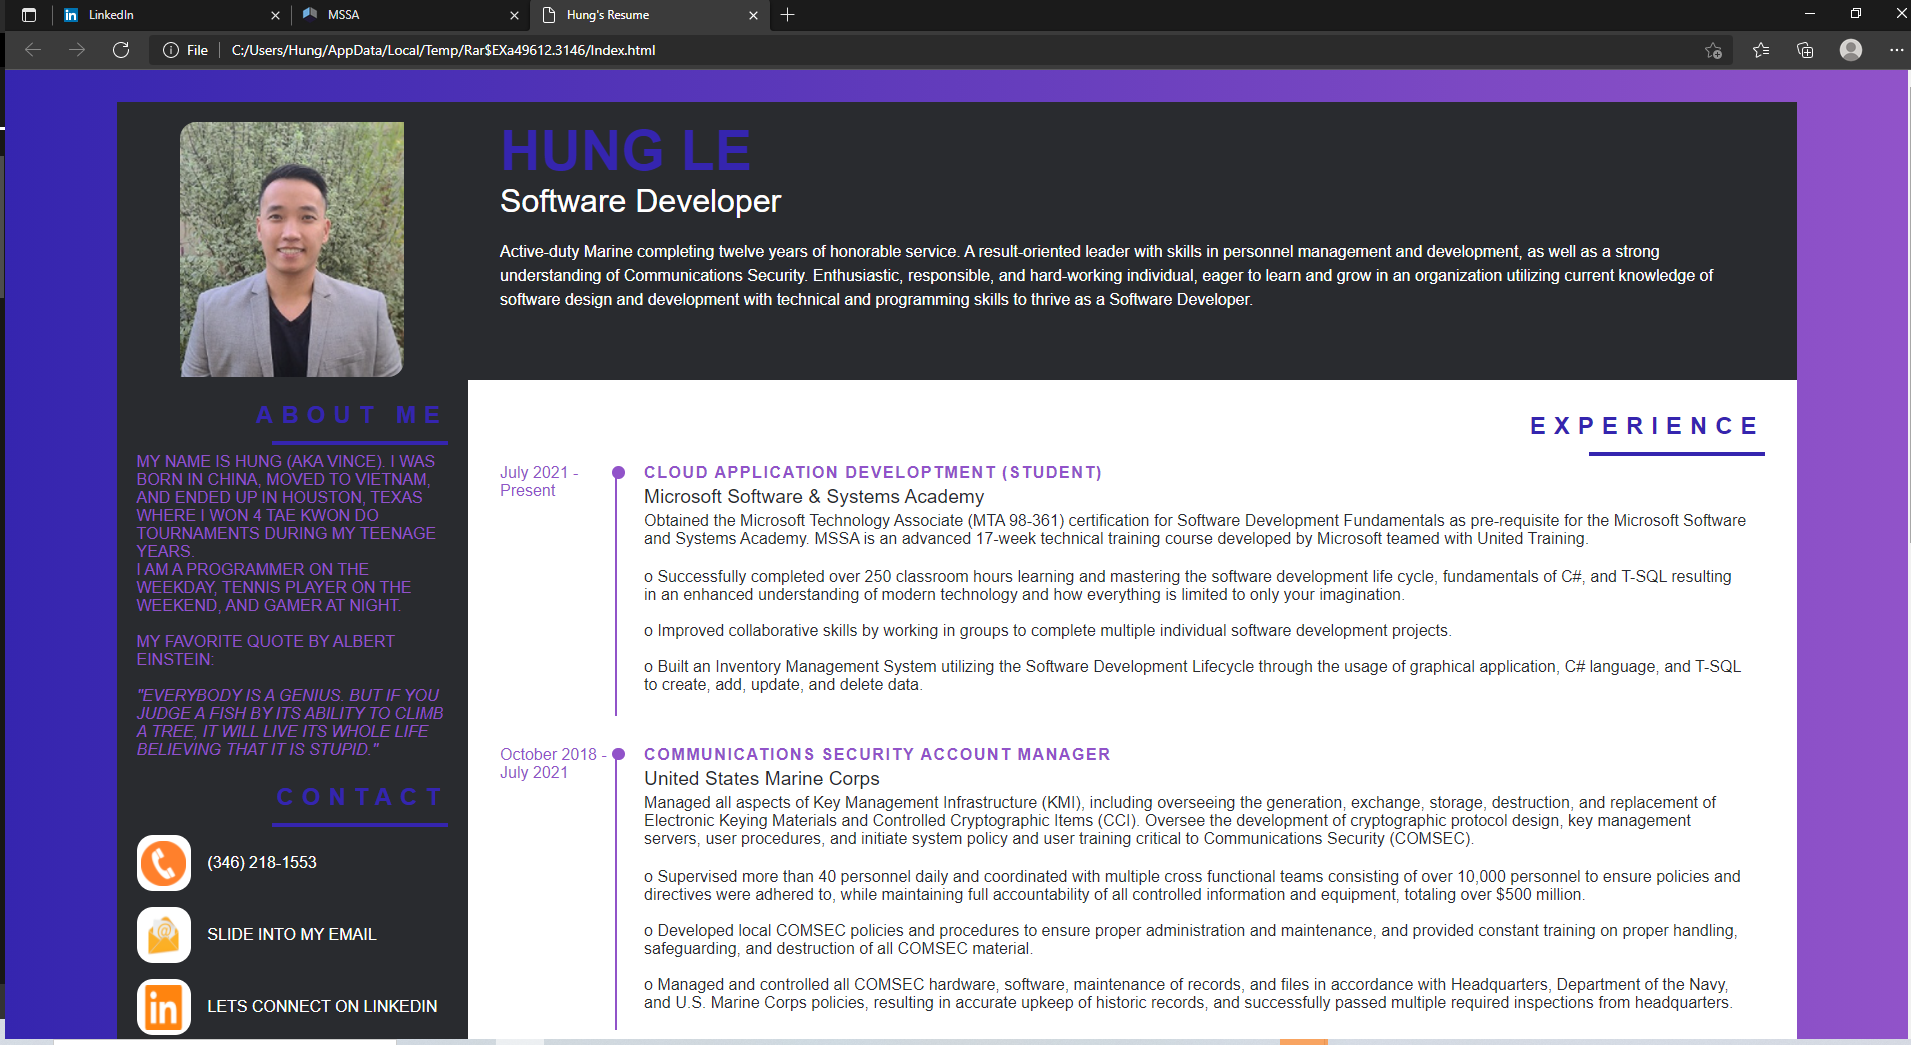 LinkedIn
MSSA
Hung's Resume
File
C:/Users/Hung/AppData/Local/Temp/Rar$EXa49612.3146/Index.html
HUNG LE
Software Developer
Active-duty Marine completing twelve years of honorable service. A result-oriented leader with skills in personnel management and development, as well as a strong
understanding of Communications Security. Enthusiastic, responsible, and hard-working individual, eager to learn and grow in an organization utilizing current knowledge of
software design and development with technical and programming skills to thrive as a Software Developer.
ABOUT ME
MY NAME IS HUNG (AKA VINCE). I WAS
BORN IN CHINA, MOVED TO VIETNAM,
AND ENDED UP IN HOUSTON, TEXAS
WHERE I WON 4 TAE KWON DO
TOURNAMENTS DURING MY TEENAGE
YEARS.
I AM A PROGRAMMER ON THE
WEEKDAY, TENNIS PLAYER ON THE
WEEKEND, AND GAMER AT NIGHT.
MY FAVORITE QUOTE BY ALBERT
EINSTEIN:
"EVERYBODY IS A GENIUS. BUT IF YOU
JUDGE A FISH BY ITS ABILITY TO CLIMB
A TREE, IT WILL LIVE ITS WHOLE LIFE
BELIEVING THAT IT IS STUPID."
CONTACT
(346) 218-1553
SLIDE INTO MY EMAIL
in
LETS CONNECT ON LINKEDIN
EXPERIENCE
July 2021 -
Present
CLOUD APPLICATION DEVELOPTMENT (STUDENT)
Microsoft Software & Systems Academy
Obtained the Microsoft Technology Associate (MTA 98-361) certification for Software Development Fundamentals as pre-requisite for the Microsoft Software
and Systems Academy. MSSA is an advanced 17-week technical training course developed by Microsoft teamed with United Training.
o Successfully completed over 250 classroom hours learning and mastering the software development life cycle, fundamentals of C#, and T-SQL resulting
in an enhanced understanding of modern technology and how everything is limited to only your imagination.
o Improved collaborative skills by working in groups to complete multiple individual software development projects.
o Built an Inventory Management System utilizing the Software Development Lifecycle through the usage of graphical application, C# language, and T-SQL
to create, add, update, and delete data.
October 2018 -
July 2021
COMMUNICATIONS SECURITY ACCOUNT MANAGER
United States Marine Corps
Managed all aspects of Key Management Infrastructure (KMI), including overseeing the generation, exchange, storage, destruction, and replacement of
Electronic Keying Materials and Controlled Cryptographic Items (CCI). Oversee the development of cryptographic protocol design, key management
servers, user procedures, and initiate system policy and user training critical to Communications Security (COMSEC).
o Supervised more than 40 personnel daily and coordinated with multiple cross functional teams consisting of over 10,000 personnel to ensure policies and
directives were adhered to, while maintaining full accountability of all controlled information and equipment, totaling over $500 million.
o Developed local COMSEC policies and procedures to ensure proper administration and maintenance, and provided constant training on proper handling,
safeguarding, and destruction of all COMSEC material.
o Managed and controlled all COMSEC hardware, software, maintenance of records, and files in accordance with Headquarters, Department of the Navy,
and U.S. Marine Corps policies, resulting in accurate upkeep of historic records, and successfully passed multiple required inspections from headquarters.